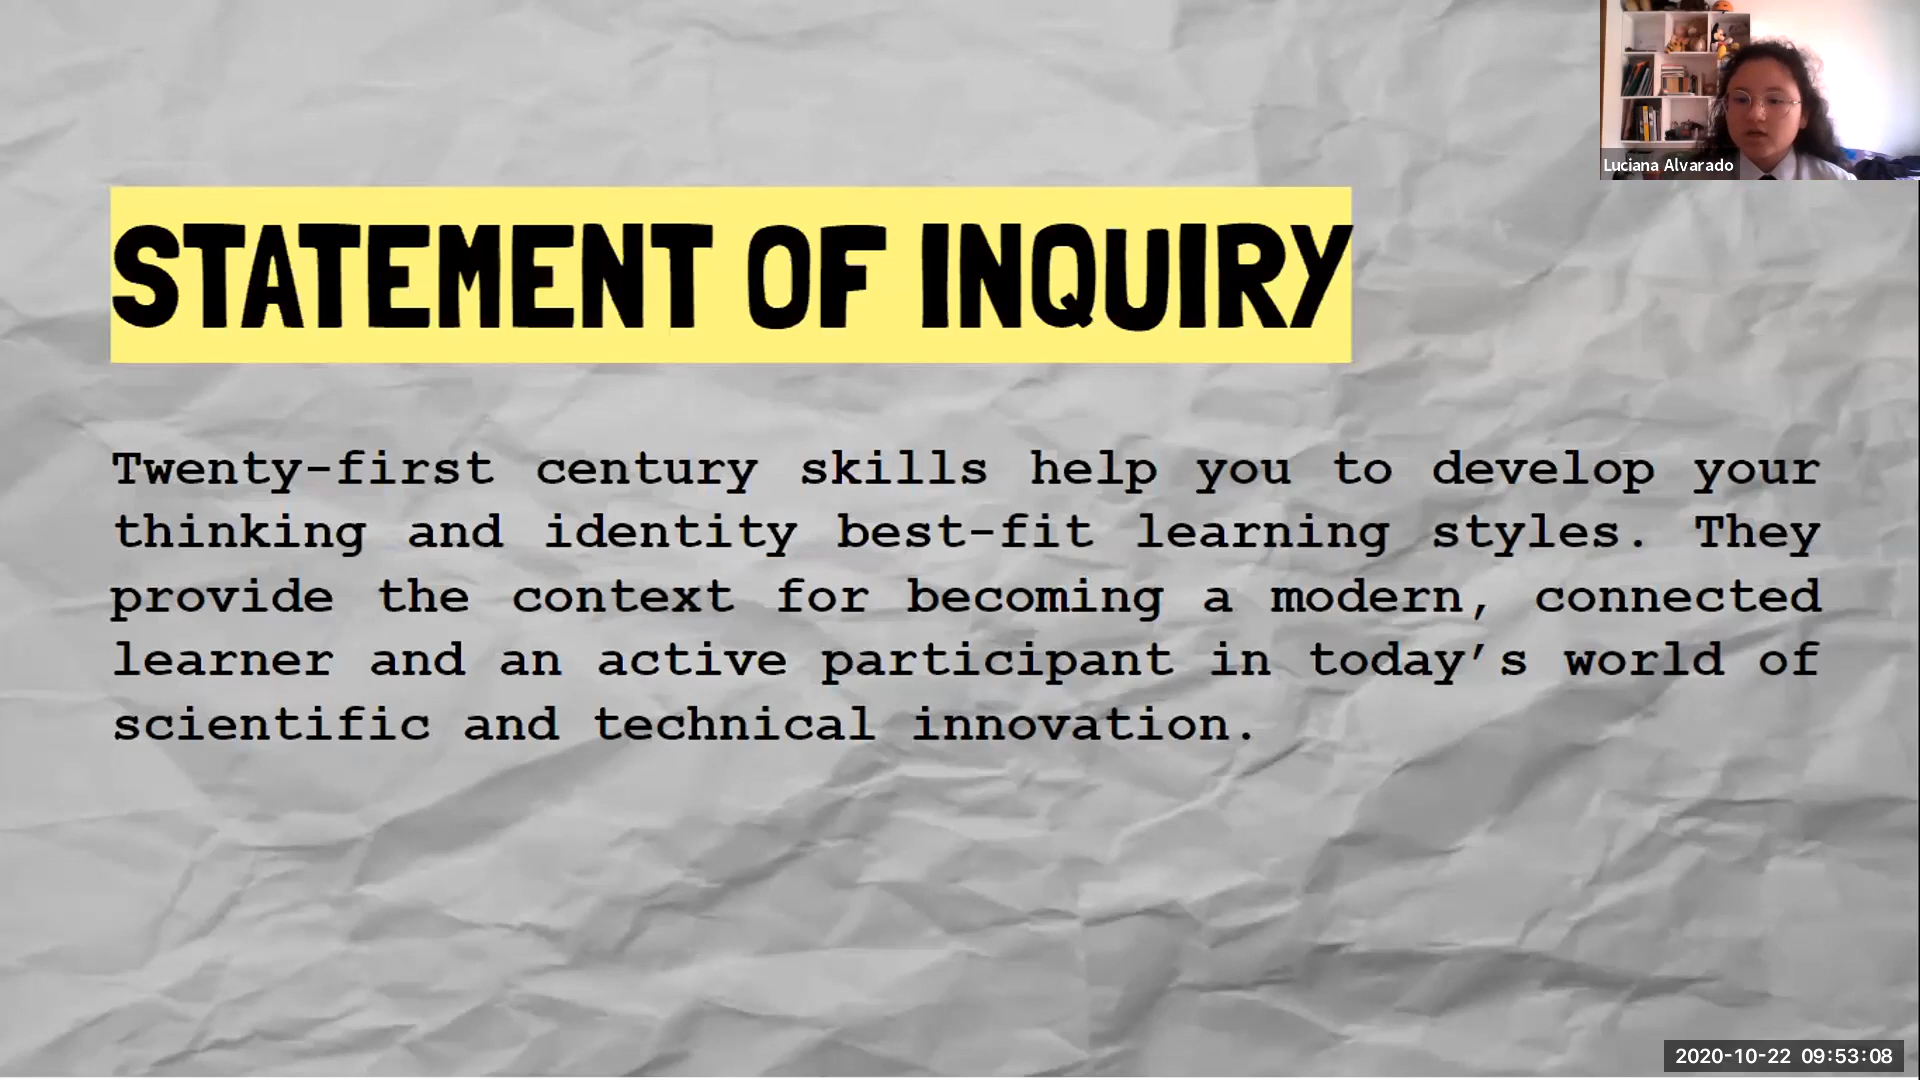 Luciana Alvarado
STATEMENT OF INQUIRY
Twenty-first century skills help you to develop your
thinking and identity best-fit learning styles. They
provide the context for becoming a modern, connected
learner and an active participant in today’s world of
scientific and technical innovation.
2020-10-22 09:53:08